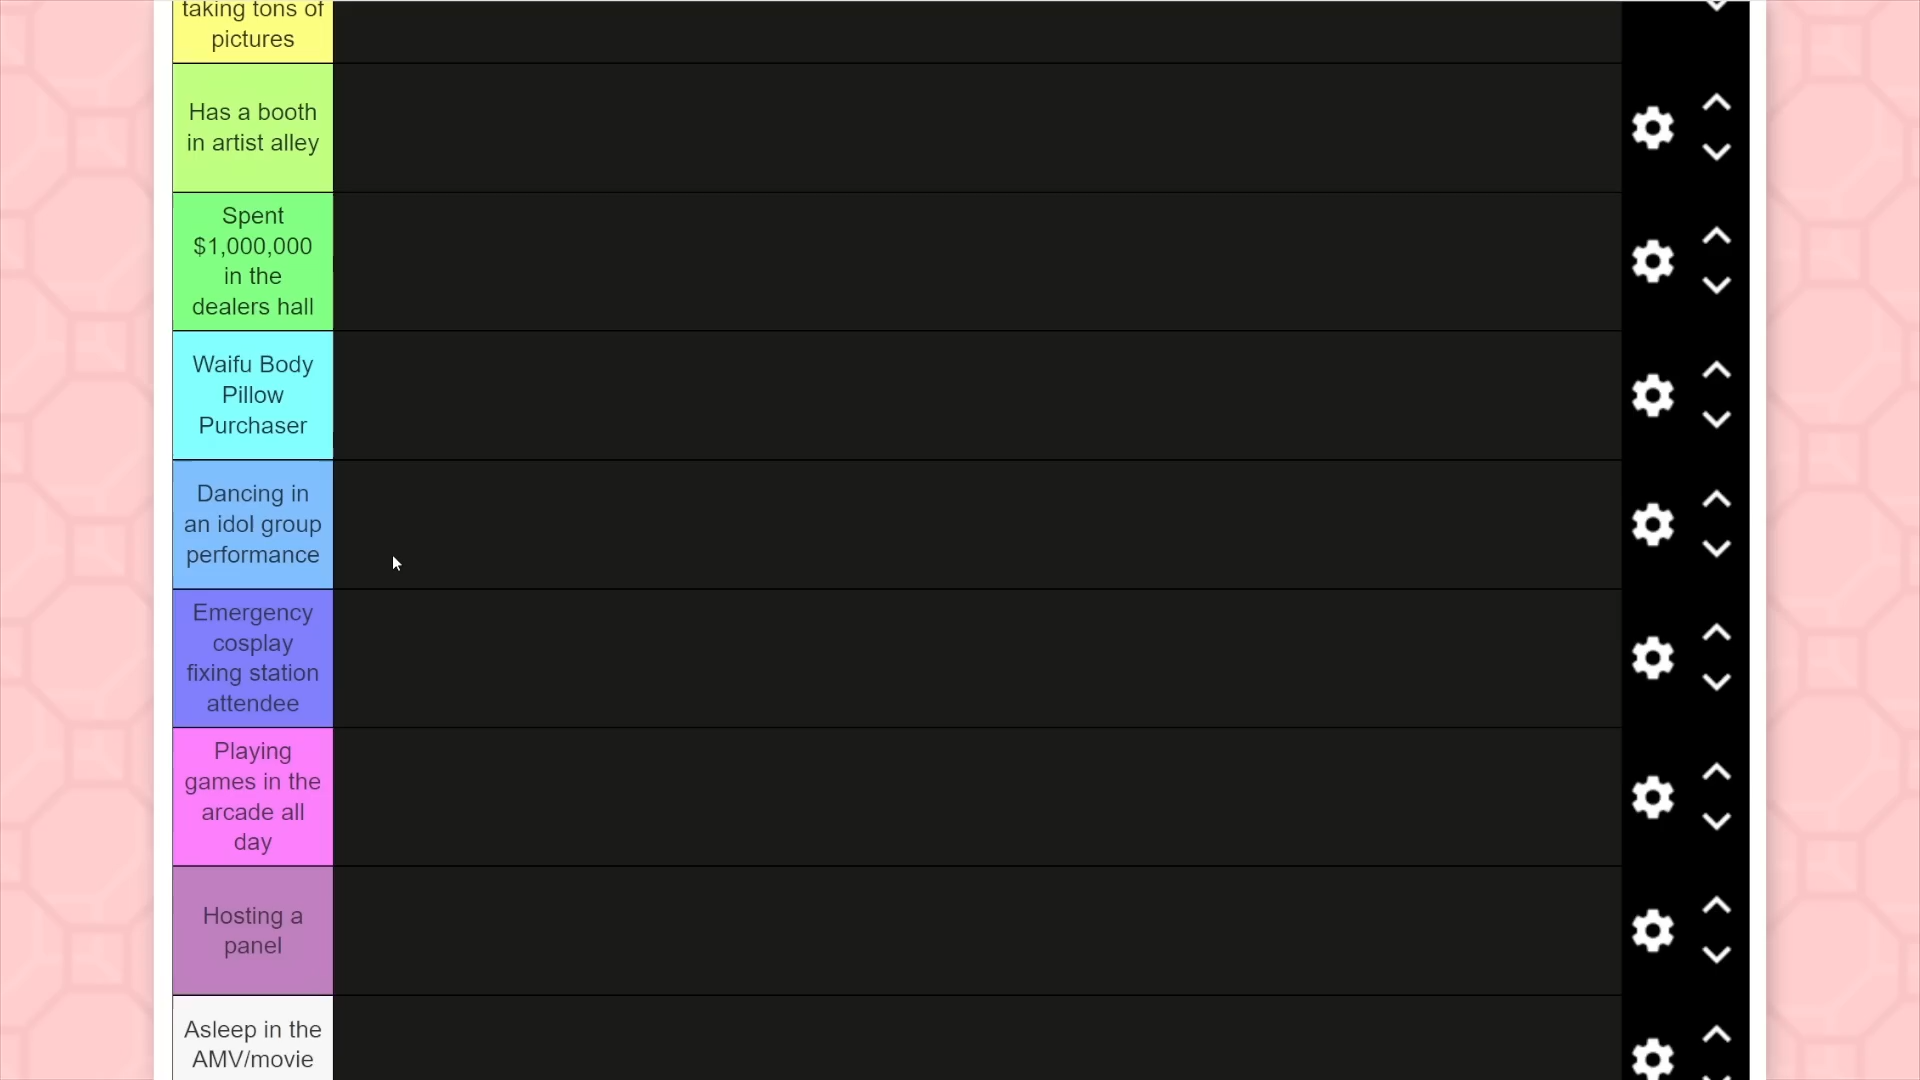 taking tons of
pictures
Has a booth
in artist alley
Spent
$1,000,000
in the
dealers hall
Waifu Body
Pillow
Purchaser
Dancing in
an idol group
performance
Emergency
cosplay
fixing station
attendee
Playing
games in the
arcade all
day
Hosting a
panel
Asleep in the
AMV/movie